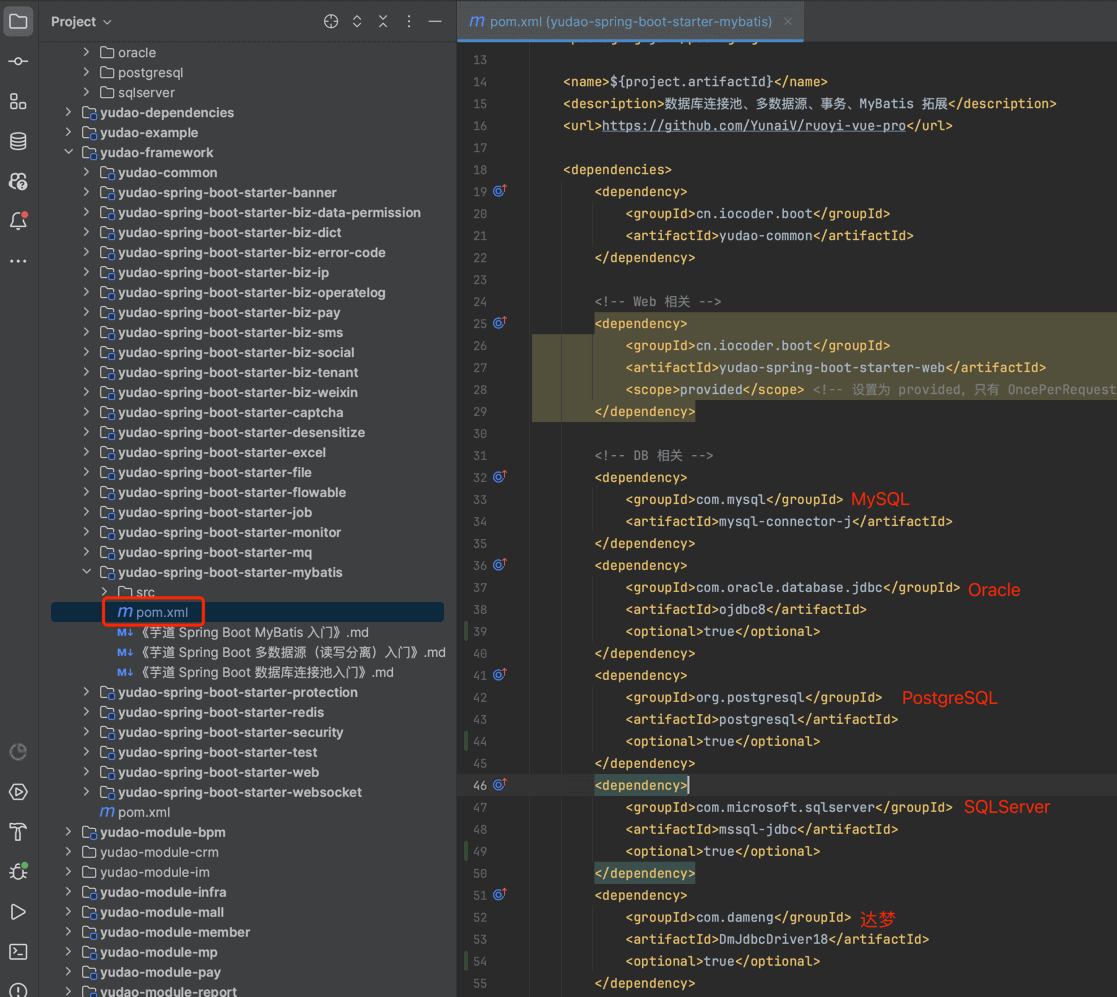 Project
oracle
postgresql
sqlserver
yudao-dependencies
yudao-example
yudao-framework
yudao-common
yudao-spring-boot-starter-banner
yudao-spring-boot-starter-biz-data-permission
yudao-spring-boot-starter-biz-dict
yudao-spring-boot-starter-biz-error-code
yudao-spring-boot-starter-biz-ip
yudao-spring-boot-starter-biz-operatelog
yudao-spring-boot-starter-biz-pay
yudao-spring-boot-starter-biz-sms
yudao-spring-boot-starter-biz-social
yudao-spring-boot-starter-biz-tenant
yudao-spring-boot-starter-biz-weixin
yudao-spring-boot-starter-captcha
yudao-spring-boot-starter-desensitize
yudao-spring-boot-starter-excel
yudao-spring-boot-starter-file
yudao-spring-boot-starter-flowable
yudao-spring-boot-starter-job
yudao-spring-boot-starter-monitor
yudao-spring-boot-starter-mq
yudao-spring-boot-starter-mybatis
src
m pom.xml
M↓ 《芋道 Spring Boot MyBatis 入门》.md
M↓ 《芋道 Spring Boot 多数据源（读写分离）入门》.md
M↓ 《芋道 Spring Boot 数据库连接池入门》.md
yudao-spring-boot-starter-protection
yudao-spring-boot-starter-redis
yudao-spring-boot-starter-security
yudao-spring-boot-starter-test
yudao-spring-boot-starter-web
yudao-spring-boot-starter-websocket
m pom.xml
yudao-module-bpm
yudao-module-crm
yudao-module-im
yudao-module-infra
yudao-module-mall
yudao-module-member
yudao-module-mp
yudao-module-pay
yudao-module-report
m pom.xml (yudao-spring-boot-starter-mybatis)
13
14 <name>${project.artifactId}</name>
15 <description>数据库连接池、多数据源、事务、MyBatis 拓展</description>
16 <url>https://github.com/YunaiV/ruoyi-vue-pro</url>
17
18 <dependencies>
19 <dependency>
20 <groupId>cn.iocoder.boot</groupId>
21 <artifactId>yudao-common</artifactId>
22 </dependency>
23
24 <!-- Web 相关 -->
25 <dependency>
26 <groupId>cn.iocoder.boot</groupId>
27 <artifactId>yudao-spring-boot-starter-web</artifactId>
28 <scope>provided</scope> <!-- 设置为 provided，只有 OncePerRequest
29 </dependency>
30
31 <!-- DB 相关 -->
32 <dependency>
33 <groupId>com.mysql</groupId> MySQL
34 <artifactId>mysql-connector-j</artifactId>
35 </dependency>
36 <dependency>
37 <groupId>com.oracle.database.jdbc</groupId> Oracle
38 <artifactId>ojdbc8</artifactId>
39 <optional>true</optional>
40 </dependency>
41 <dependency>
42 <groupId>org.postgresql</groupId> PostgreSQL
43 <artifactId>postgresql</artifactId>
44 <optional>true</optional>
45 </dependency>
46 <dependency>
47 <groupId>com.microsoft.sqlserver</groupId> SQLServer
48 <artifactId>mssql-jdbc</artifactId>
49 <optional>true</optional>
50 </dependency>
51 <dependency>
52 <groupId>com.dameng</groupId> 达梦
53 <artifactId>DmJdbcDriver18</artifactId>
54 <optional>true</optional>
55 </dependency>